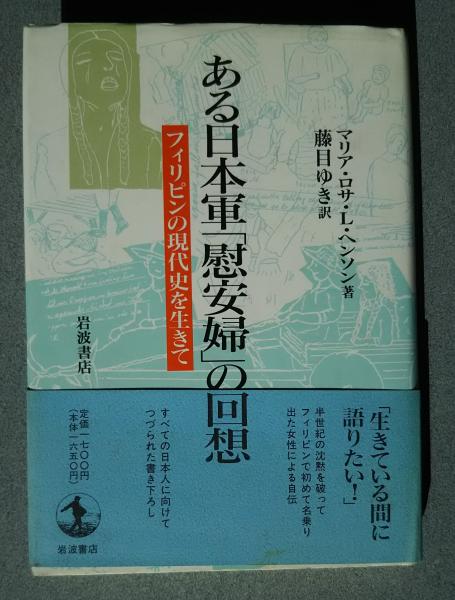 マリア・ロサ・L・ヘンソン 著
藤目ゆき 訳
ある日本軍「慰安婦」の回想
フィリピンの現代史を生きて
岩波書店
「生きている間に
語りたい!」
半世紀の沈黙を破って
フィリピンで初めて名乗り
出た女性による自伝
すべての日本人に向けて
つづられた書き下ろし
定価一七〇〇円
(本体一六五〇円)
岩波書店